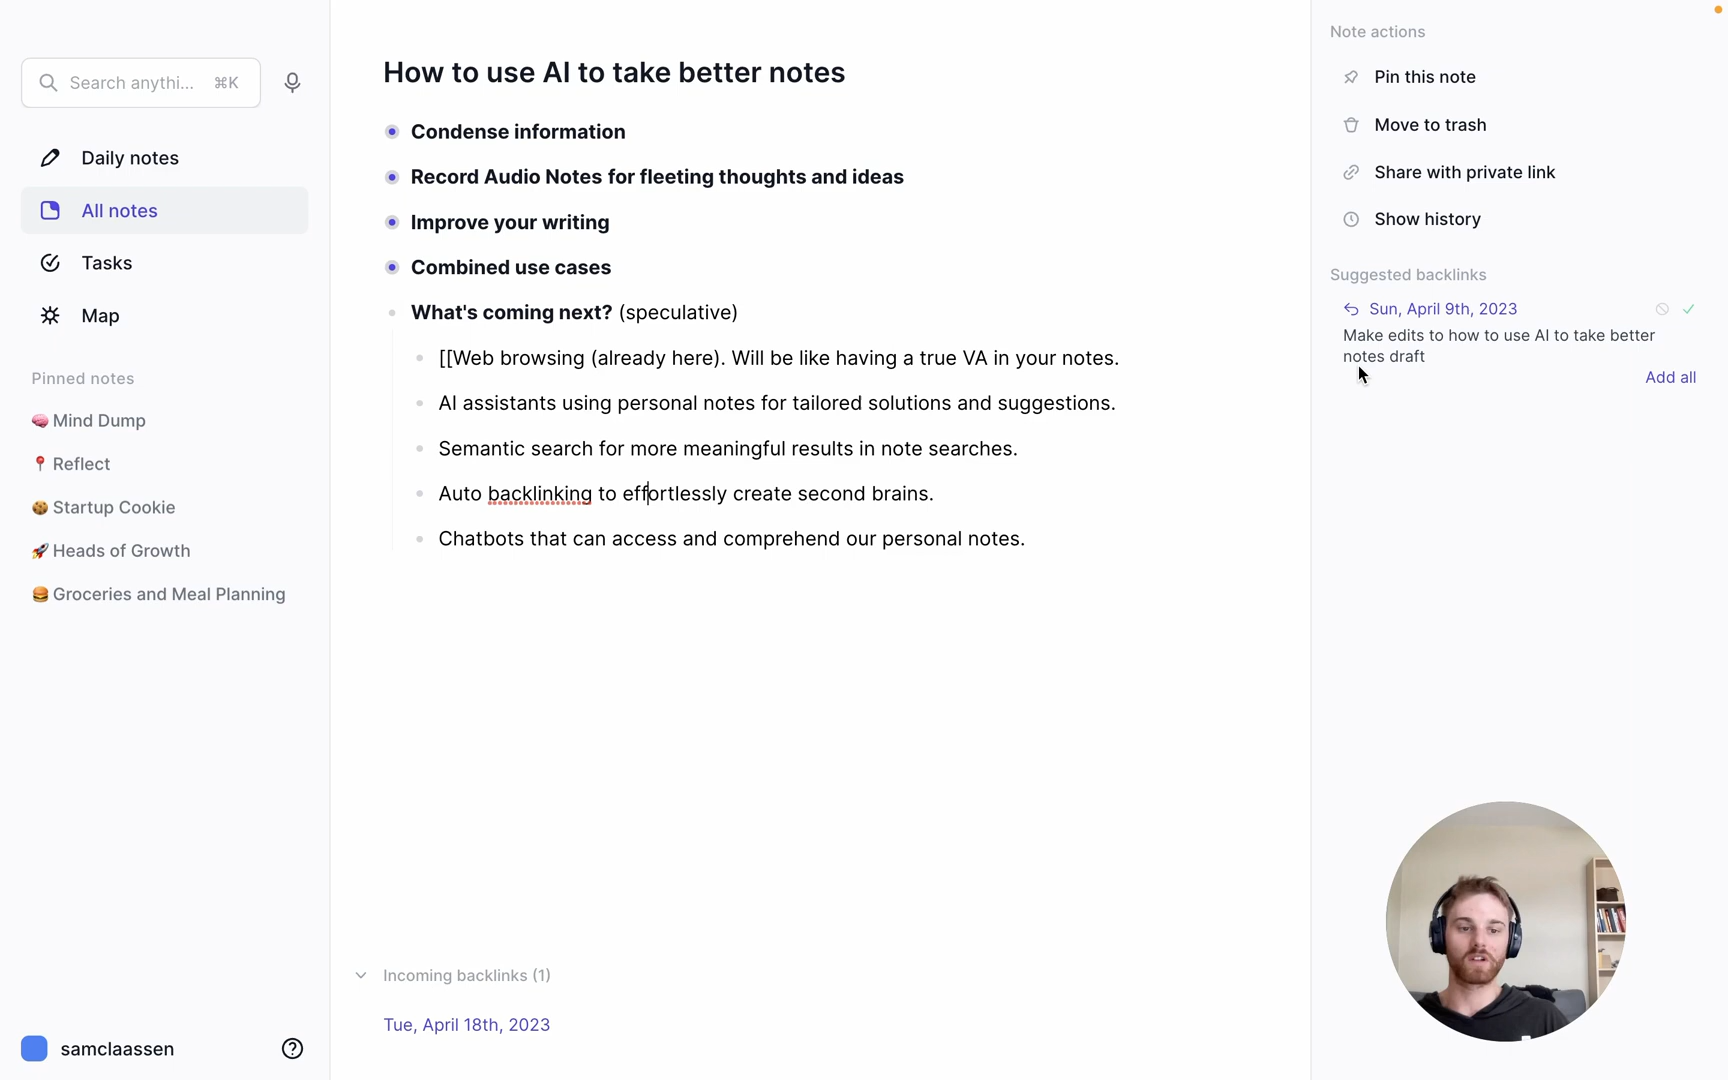 Search anythi... ⌘K
Daily notes
All notes
Tasks
Map
Pinned notes
🧠 Mind Dump
📍 Reflect
🍪 Startup Cookie
🚀 Heads of Growth
🍔 Groceries and Meal Planning
samclaassen
How to use AI to take better notes
Condense information
Record Audio Notes for fleeting thoughts and ideas
Improve your writing
Combined use cases
What's coming next? (speculative)
[[Web browsing (already here). Will be like having a true VA in your notes.
AI assistants using personal notes for tailored solutions and suggestions.
Semantic search for more meaningful results in note searches.
Auto backlinking to effortlessly create second brains.
Chatbots that can access and comprehend our personal notes.
Incoming backlinks (1)
Tue, April 18th, 2023
Note actions
Pin this note
Move to trash
Share with private link
Show history
Suggested backlinks
Sun, April 9th, 2023
Make edits to how to use AI to take better
notes draft
Add all